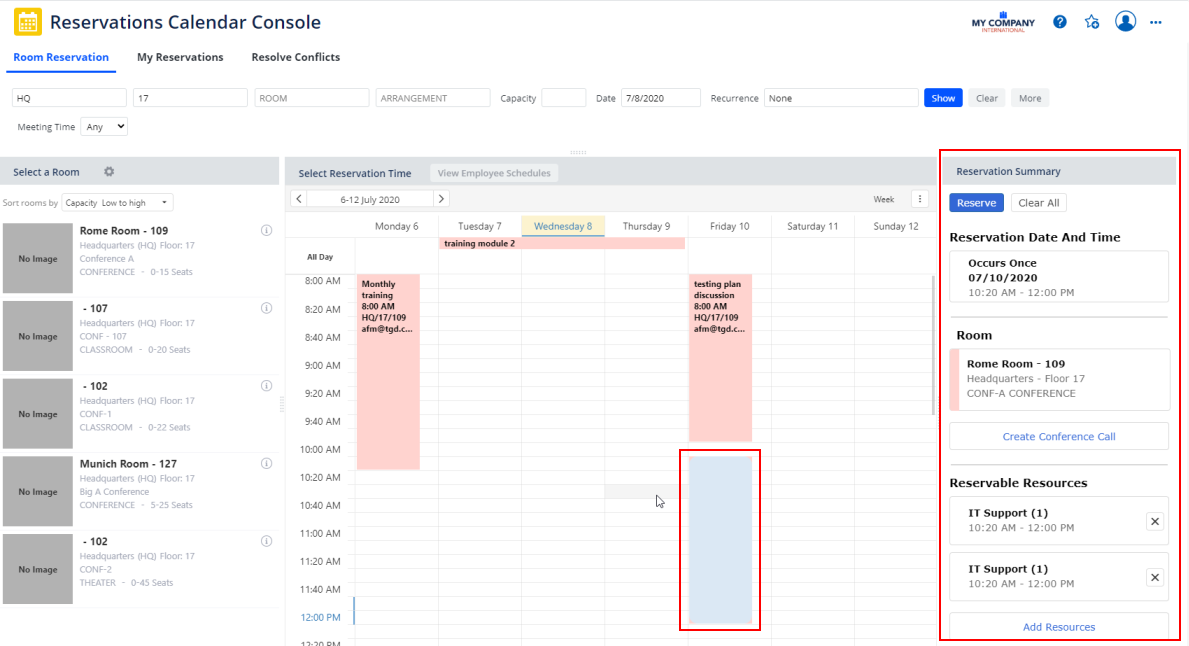 Reservations Calendar Console
MY COMPANY
INTERNATIONAL
?
Room Reservation
My Reservations
Resolve Conflicts
HQ
17
ROOM
ARRANGEMENT
Capacity
Date
7/8/2020
Recurrence
None
Show
Clear
More
Meeting Time
Any
Select a Room
Sort rooms by
Capacity Low to high
No Image
Rome Room - 109
Headquarters (HQ) Floor: 17
Conference A
CONFERENCE - 0-15 Seats
No Image
- 107
Headquarters (HQ) Floor: 17
CONF - 107
CLASSROOM - 0-20 Seats
No Image
- 102
Headquarters (HQ) Floor: 17
CONF-1
CLASSROOM - 0-22 Seats
No Image
Munich Room - 127
Headquarters (HQ) Floor: 17
Big A Conference
CONFERENCE - 5-25 Seats
No Image
- 102
Headquarters (HQ) Floor: 17
CONF-2
THEATER - 0-45 Seats
Select Reservation Time
View Employee Schedules
6-12 July 2020
Week
Monday 6
Tuesday 7
Wednesday 8
Thursday 9
Friday 10
Saturday 11
Sunday 12
training module 2
All Day
8:00 AM
8:20 AM
8:40 AM
9:00 AM
9:20 AM
9:40 AM
10:00 AM
10:20 AM
10:40 AM
11:00 AM
11:20 AM
11:40 AM
12:00 PM
12:20 PM
Monthly
training
8:00 AM
HQ/17/109
afm@tgd.c...
testing plan
discussion
8:00 AM
HQ/17/109
afm@tgd.c...
Reservation Summary
Reserve
Clear All
Reservation Date And Time
Occurs Once
07/10/2020
10:20 AM - 12:00 PM
Room
Rome Room - 109
Headquarters - Floor 17
CONF-A CONFERENCE
Create Conference Call
Reservable Resources
IT Support (1)
10:20 AM - 12:00 PM
IT Support (1)
10:20 AM - 12:00 PM
Add Resources